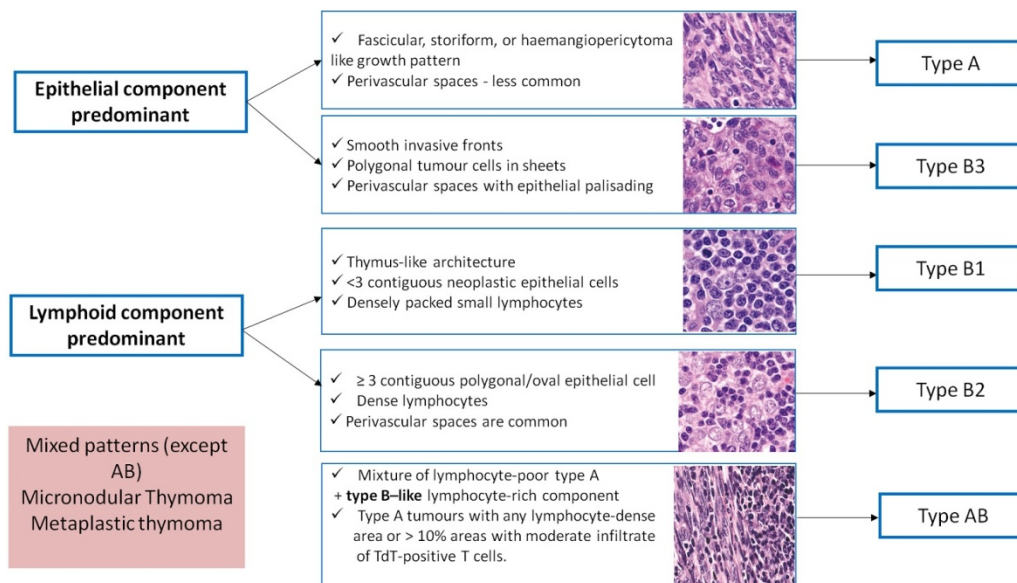 Epithelial component
predominant
✓ Fascicular, storiform, or haemangiopericytoma
like growth pattern
✓ Perivascular spaces - less common
Type A
✓ Smooth invasive fronts
✓ Polygonal tumour cells in sheets
✓ Perivascular spaces with epithelial palisading
Type B3
Lymphoid component
predominant
✓ Thymus-like architecture
✓ <3 contiguous neoplastic epithelial cells
✓ Densely packed small lymphocytes
Type B1
✓ ≥ 3 contiguous polygonal/oval epithelial cell
✓ Dense lymphocytes
✓ Perivascular spaces are common
Type B2
Mixed patterns (except
AB)
Micronodular Thymoma
Metaplastic thymoma
✓ Mixture of lymphocyte-poor type A
+ type B–like lymphocyte-rich component
✓ Type A tumours with any lymphocyte-dense
area or > 10% areas with moderate infiltrate
of TdT-positive T cells.
Type AB